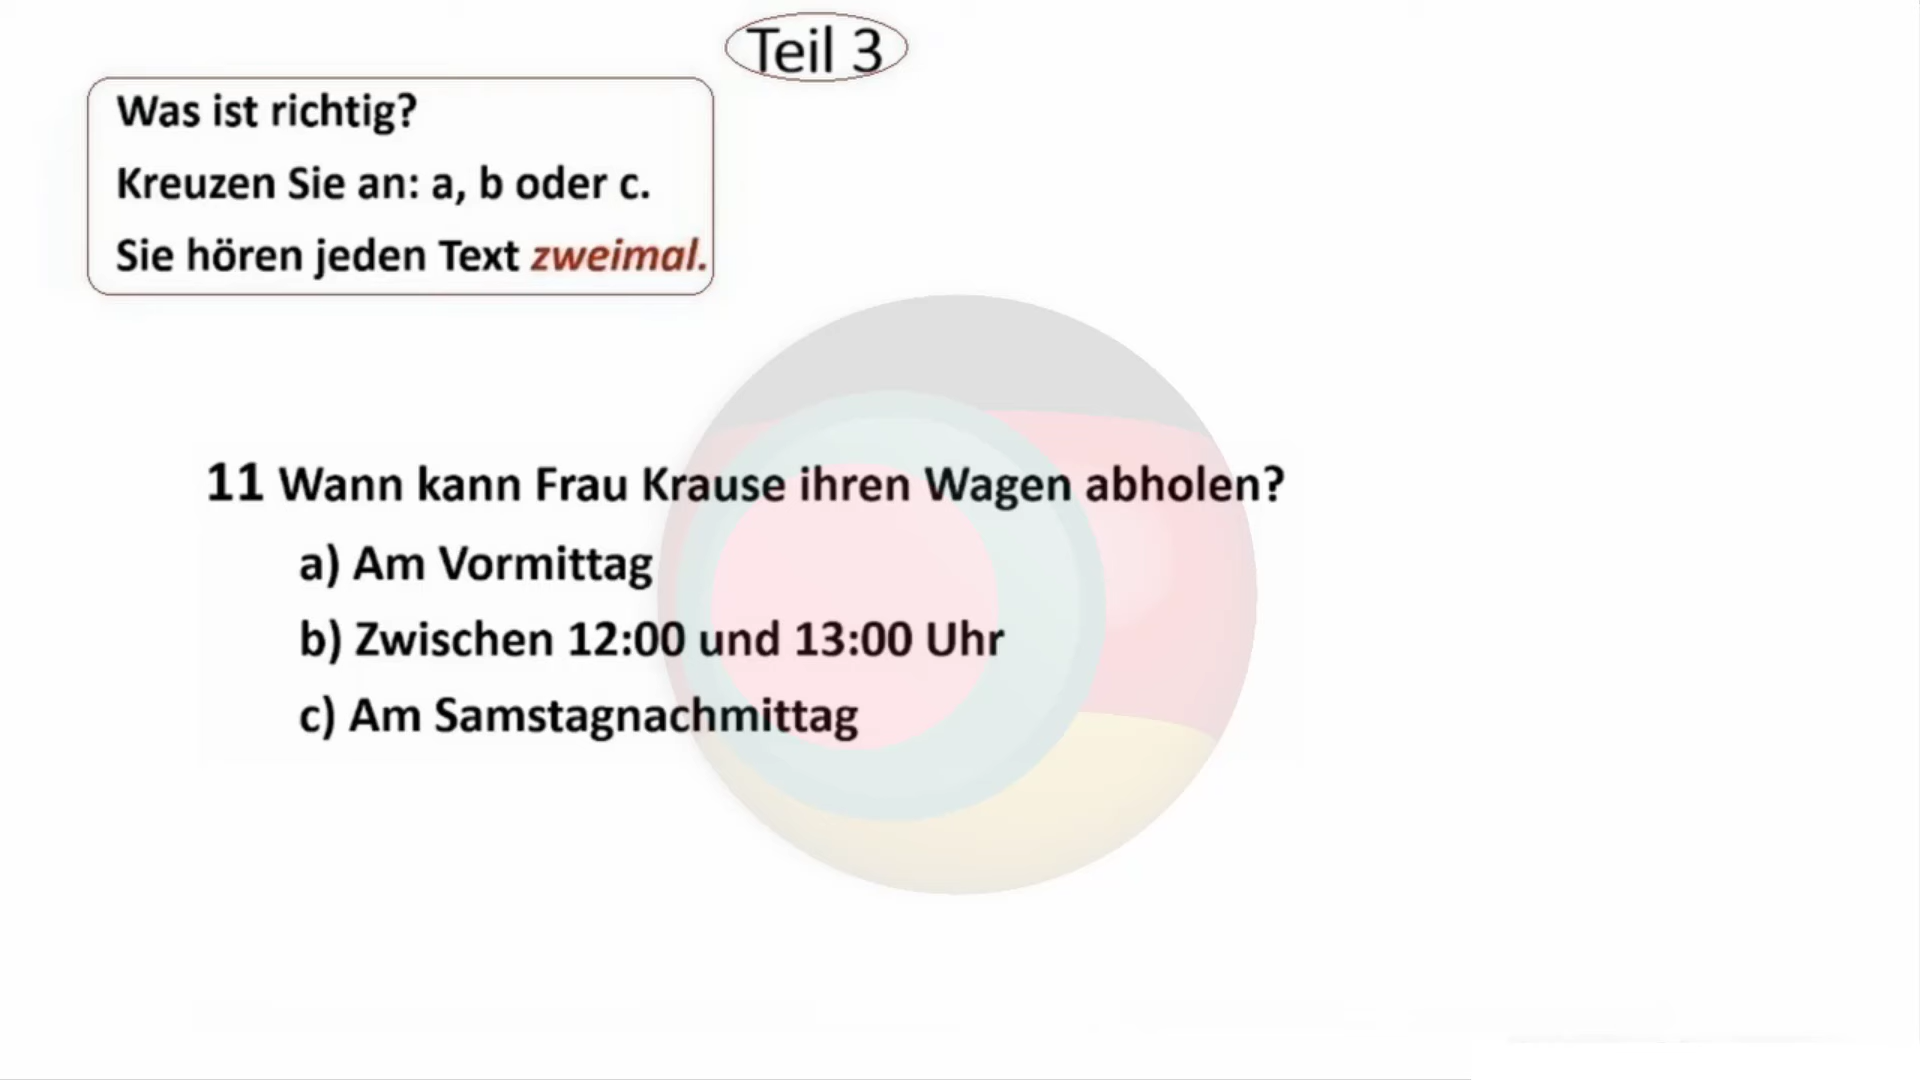 Teil 3
Was ist richtig?
Kreuzen Sie an: a, b oder c.
Sie hören jeden Text zweimal.
11 Wann kann Frau Krause ihren Wagen abholen?
a) Am Vormittag
b) Zwischen 12:00 und 13:00 Uhr
c) Am Samstagnachmittag